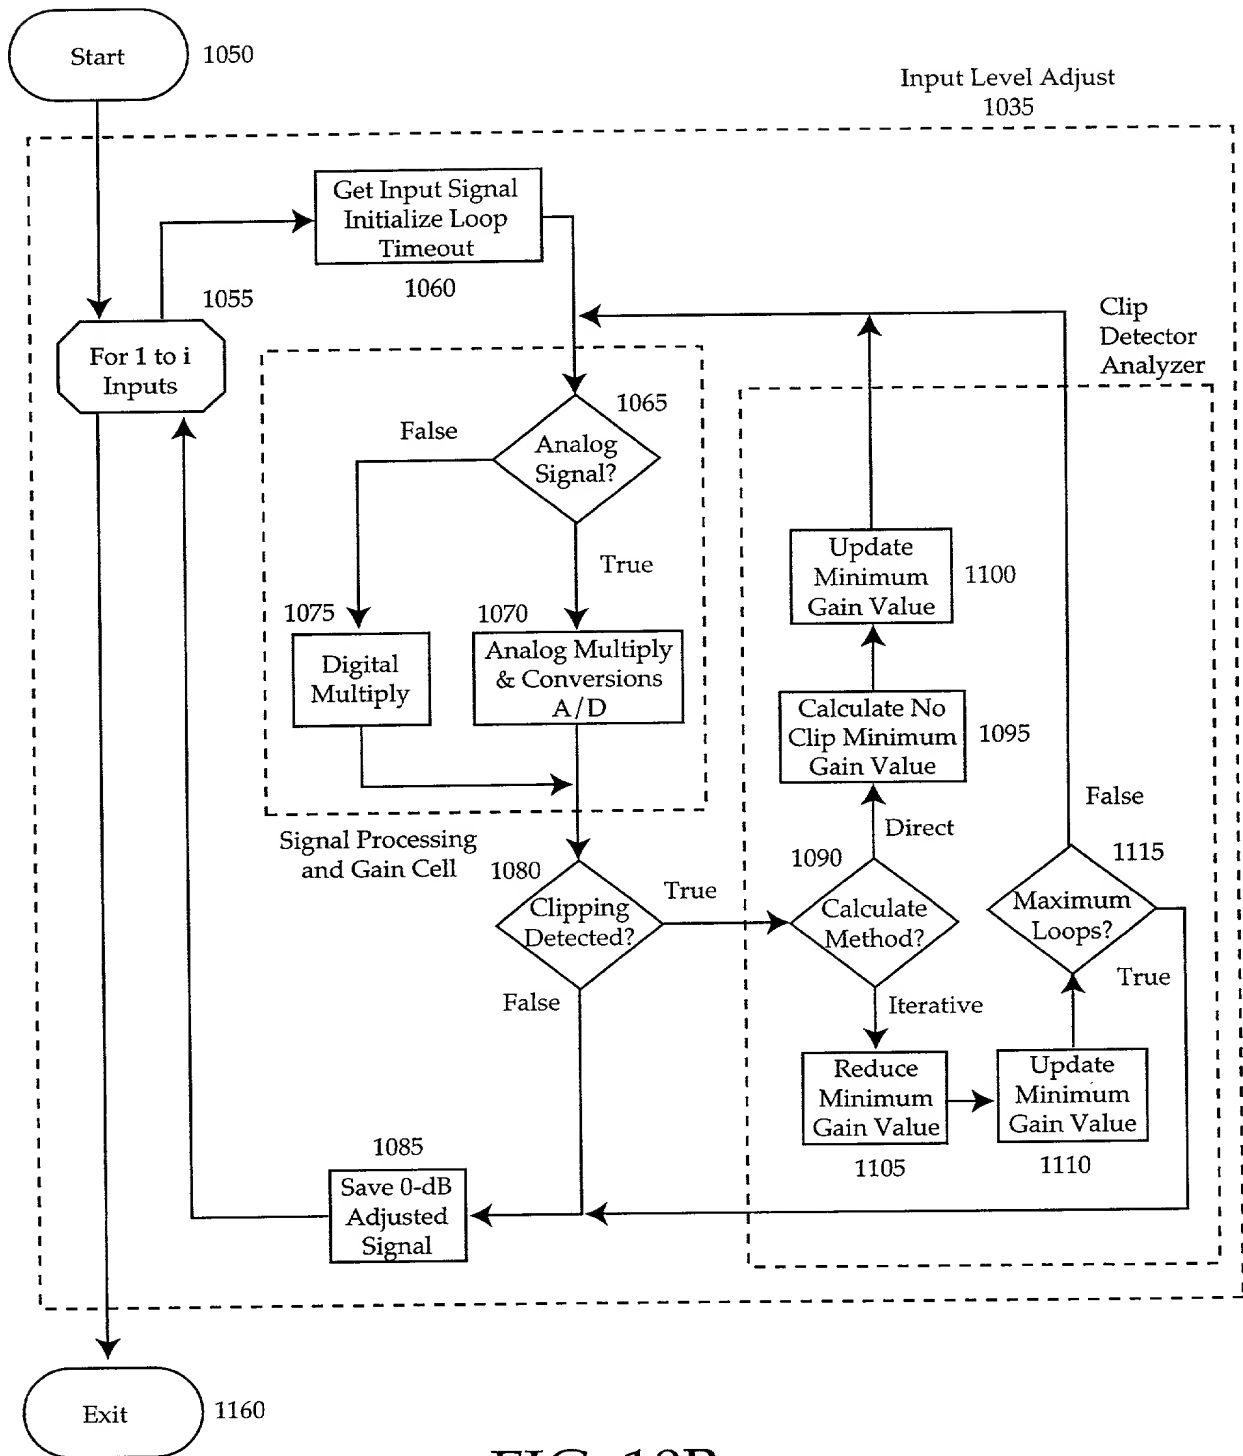 Start
1050
Input Level Adjust
1035
Get Input Signal
Initialize Loop
Timeout
1060
1055
For 1 to i
Inputs
Clip
Detector
Analyzer
1065
False
Analog
Signal?
True
1075
1070
Digital
Multiply
Analog Multiply
& Conversions
A/D
Update
Minimum
Gain Value
1100
Calculate No
Clip Minimum
Gain Value
1095
Direct
False
Signal Processing
and Gain Cell
1080
Clipping
Detected?
True
1090
Calculate
Method?
1115
Maximum
Loops?
True
False
Iterative
Reduce
Minimum
Gain Value
1105
Update
Minimum
Gain Value
1110
1085
Save 0-dB
Adjusted
Signal
Exit
1160